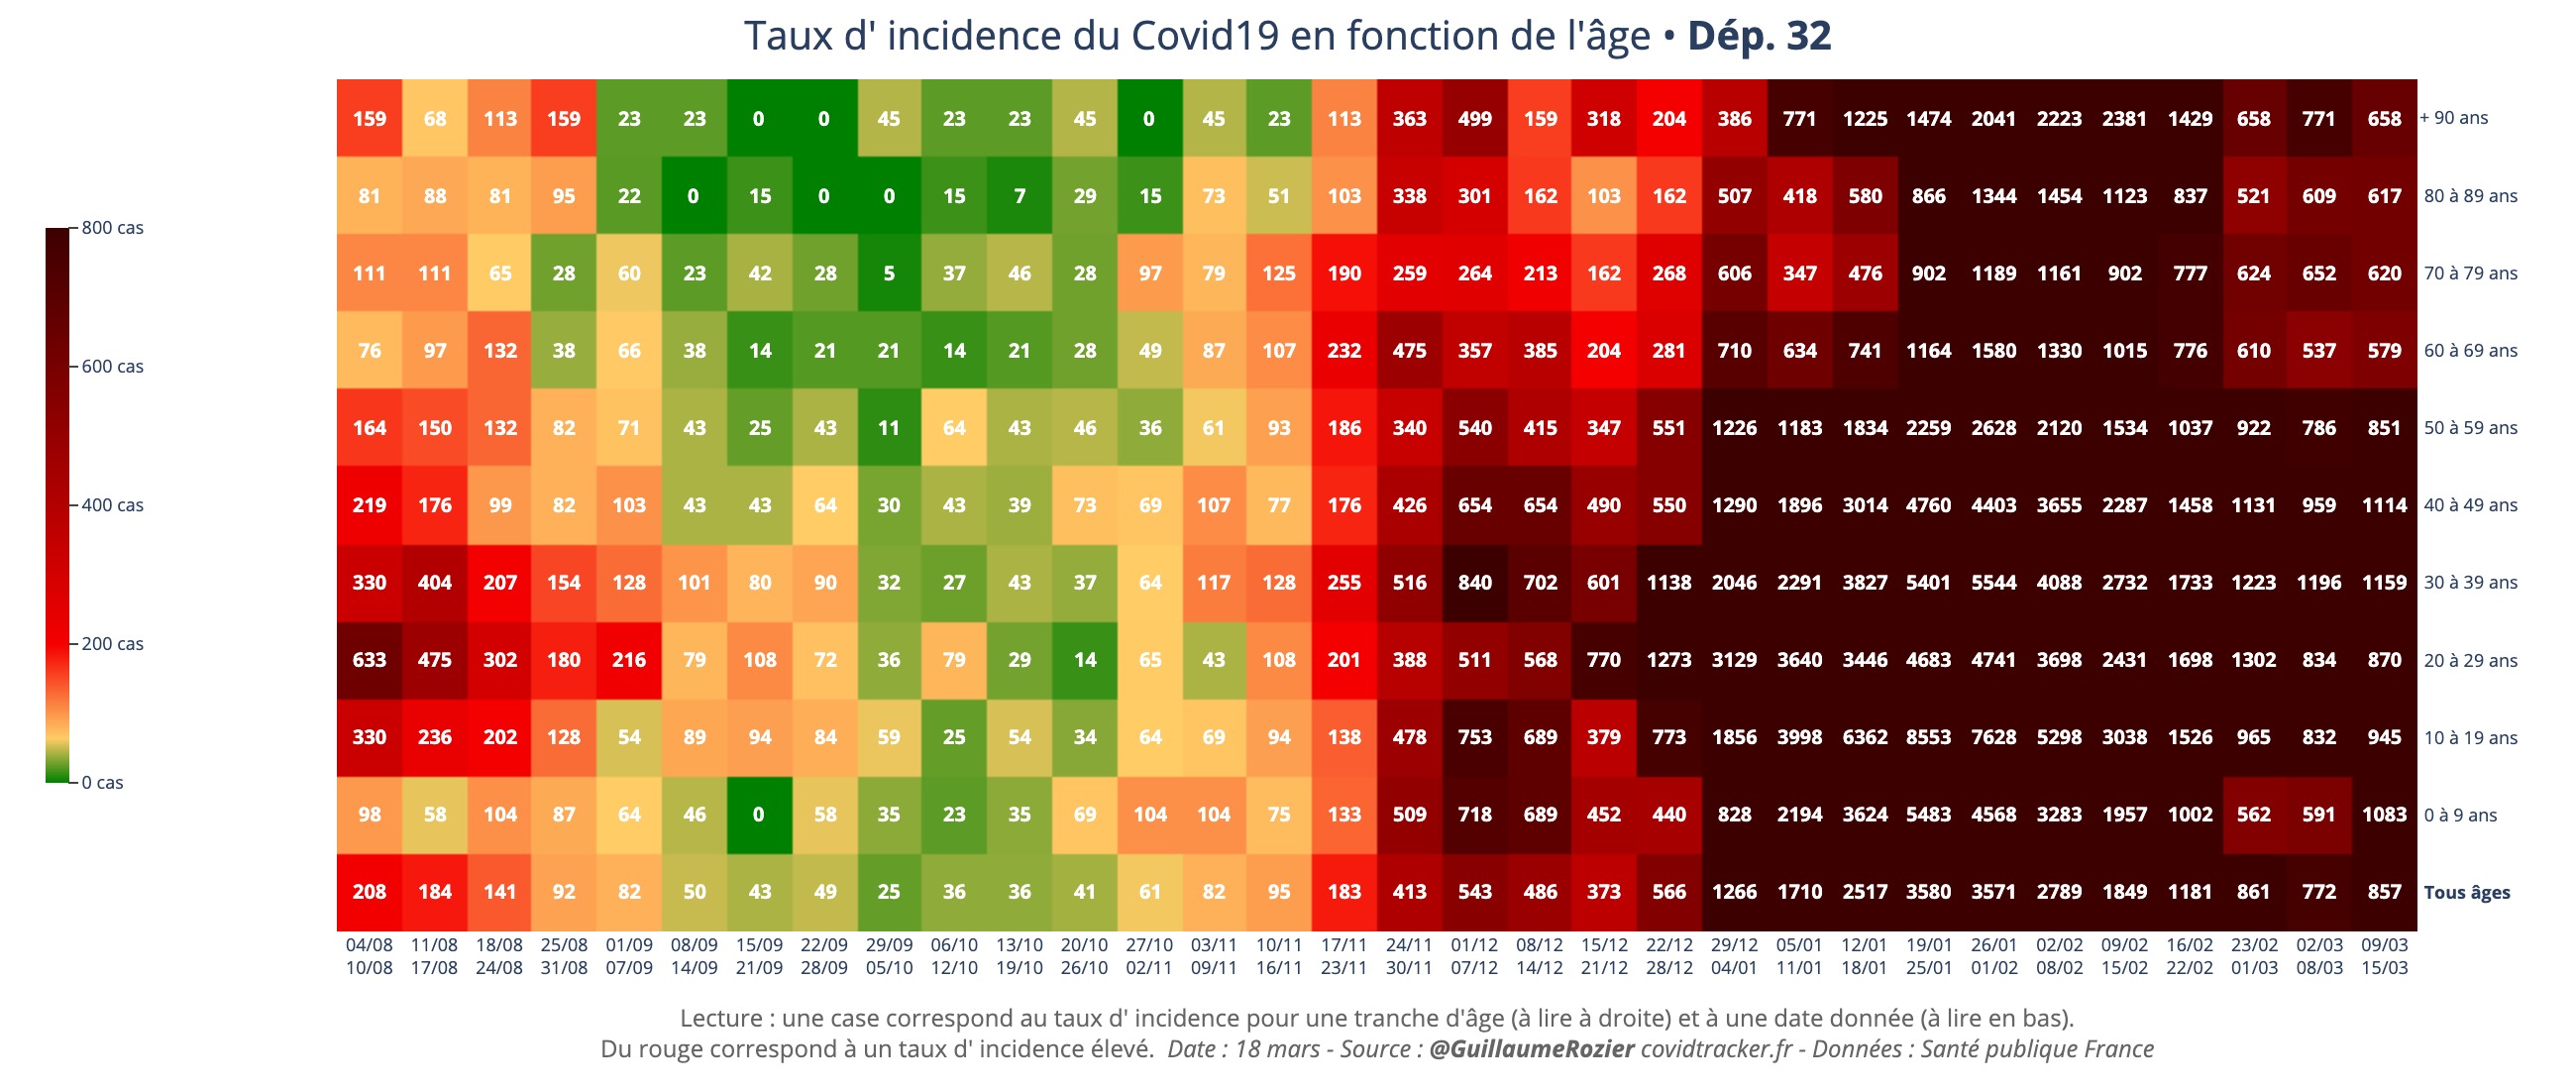 Taux d' incidence du Covid19 en fonction de l'âge • Dép. 32
159 68 113 159 23 23 0 0 45 23 23 45 0 45 23 113 363 499 159 318 204 386 771 1225 1474 2041 2223 2381 1429 658 771 658 + 90 ans
81 88 81 95 22 0 15 0 0 15 7 29 15 73 51 103 338 301 162 103 162 507 418 580 866 1344 1454 1123 837 521 609 617 80 à 89 ans
800 cas
111 111 65 28 60 23 42 28 5 37 46 28 97 79 125 190 259 264 213 162 268 606 347 476 902 1189 1161 902 777 624 652 620 70 à 79 ans
76 97 132 38 66 38 14 21 21 14 21 28 49 87 107 232 475 357 385 204 281 710 634 741 1164 1580 1330 1015 776 610 537 579 60 à 69 ans
600 cas
164 150 132 82 71 43 25 43 11 64 43 46 36 61 93 186 340 540 415 347 551 1226 1183 1834 2259 2628 2120 1534 1037 922 786 851 50 à 59 ans
400 cas
219 176 99 82 103 43 43 64 30 43 39 73 69 107 77 176 426 654 654 490 550 1290 1896 3014 4760 4403 3655 2287 1458 1131 959 1114 40 à 49 ans
330 404 207 154 128 101 80 90 32 27 43 37 64 117 128 255 516 840 702 601 1138 2046 2291 3827 5401 5544 4088 2732 1733 1223 1196 1159 30 à 39 ans
200 cas
633 475 302 180 216 79 108 72 36 79 29 14 65 43 108 201 388 511 568 770 1273 3129 3640 3446 4683 4741 3698 2431 1698 1302 834 870 20 à 29 ans
330 236 202 128 54 89 94 84 59 25 54 34 64 69 94 138 478 753 689 379 773 1856 3998 6362 8553 7628 5298 3038 1526 965 832 945 10 à 19 ans
0 cas
98 58 104 87 64 46 0 58 35 23 35 69 104 104 75 133 509 718 689 452 440 828 2194 3624 5483 4568 3283 1957 1002 562 591 1083 0 à 9 ans
208 184 141 92 82 50 43 49 25 36 36 41 61 82 95 183 413 543 486 373 566 1266 1710 2517 3580 3571 2789 1849 1181 861 772 857 Tous âges
04/08 11/08 18/08 25/08 01/09 08/09 15/09 22/09 29/09 06/10 13/10 20/10 27/10 03/11 10/11 17/11 24/11 01/12 08/12 15/12 22/12 29/12 05/01 12/01 19/01 26/01 02/02 09/02 16/02 23/02 02/03 09/03
10/08 17/08 24/08 31/08 07/09 14/09 21/09 28/09 05/10 12/10 19/10 26/10 02/11 09/11 16/11 23/11 30/11 07/12 14/12 21/12 28/12 04/01 11/01 18/01 25/01 01/02 08/02 15/02 22/02 01/03 08/03 15/03
Lecture : une case correspond au taux d' incidence pour une tranche d'âge (à lire à droite) et à une date donnée (à lire en bas).
Du rouge correspond à un taux d' incidence élevé. Date : 18 mars - Source : @GuillaumeRozier covidtracker.fr - Données : Santé publique France